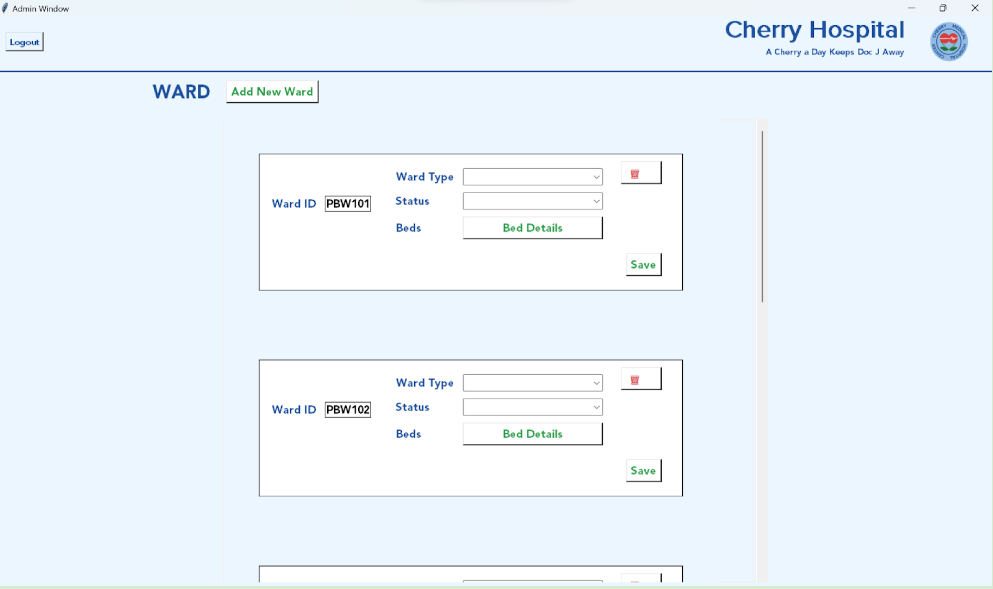 Admin Window
Logout
Cherry Hospital
A Cherry a Day Keeps Doc J Away
WARD
Add New Ward
Ward Type
Ward ID PBW101
Status
Beds
Bed Details
Save
Ward Type
Ward ID PBW102
Status
Beds
Bed Details
Save